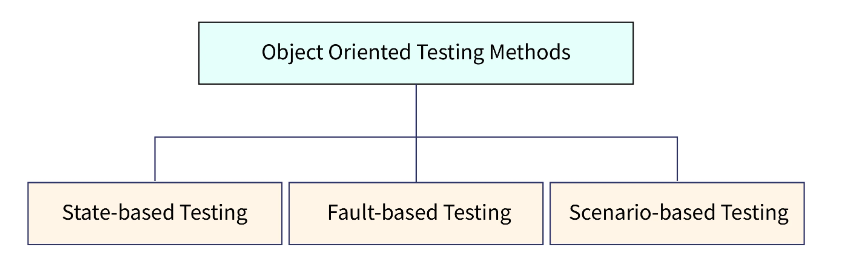 Object Oriented Testing Methods
State-based Testing
Fault-based Testing
Scenario-based Testing